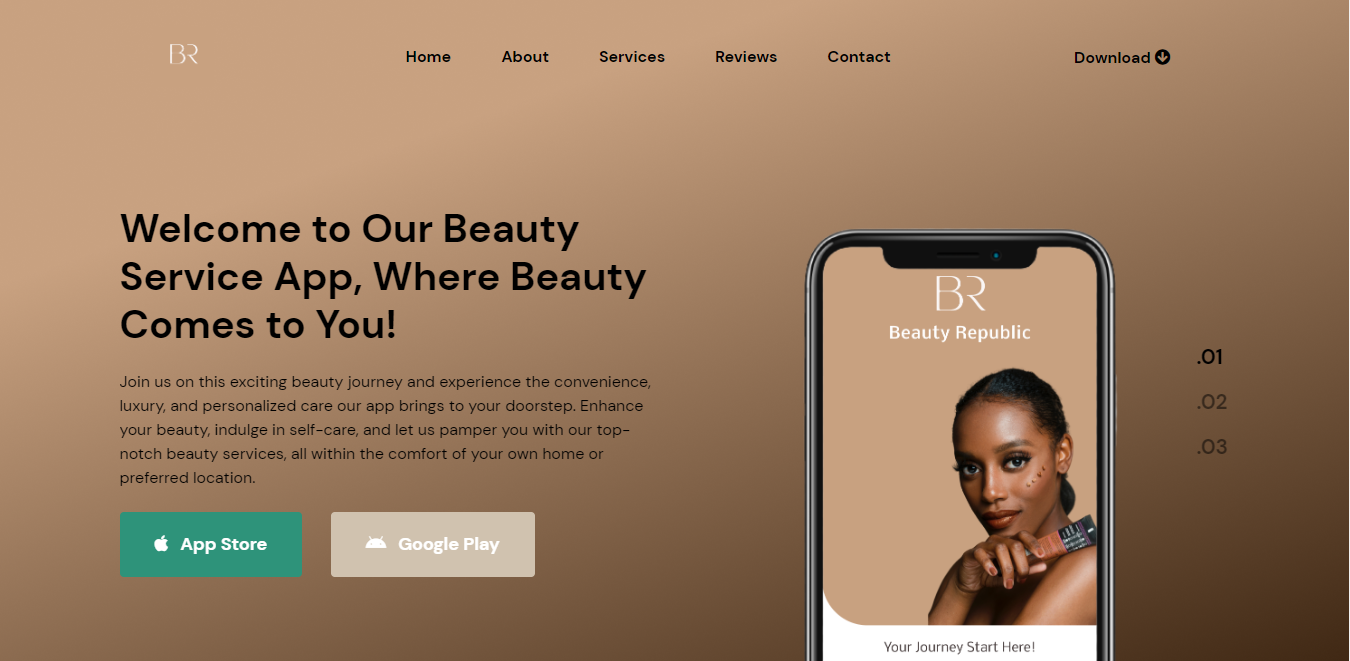 BR
Home
About
Services
Reviews
Contact
Download
Welcome to Our Beauty
Service App, Where Beauty
Comes to You!
Join us on this exciting beauty journey and experience the convenience,
luxury, and personalized care our app brings to your doorstep. Enhance
your beauty, indulge in self-care, and let us pamper you with our top-
notch beauty services, all within the comfort of your own home or
preferred location.
App Store
Google Play
BR
Beauty Republic
Your Journey Start Here!
.01
.02
.03